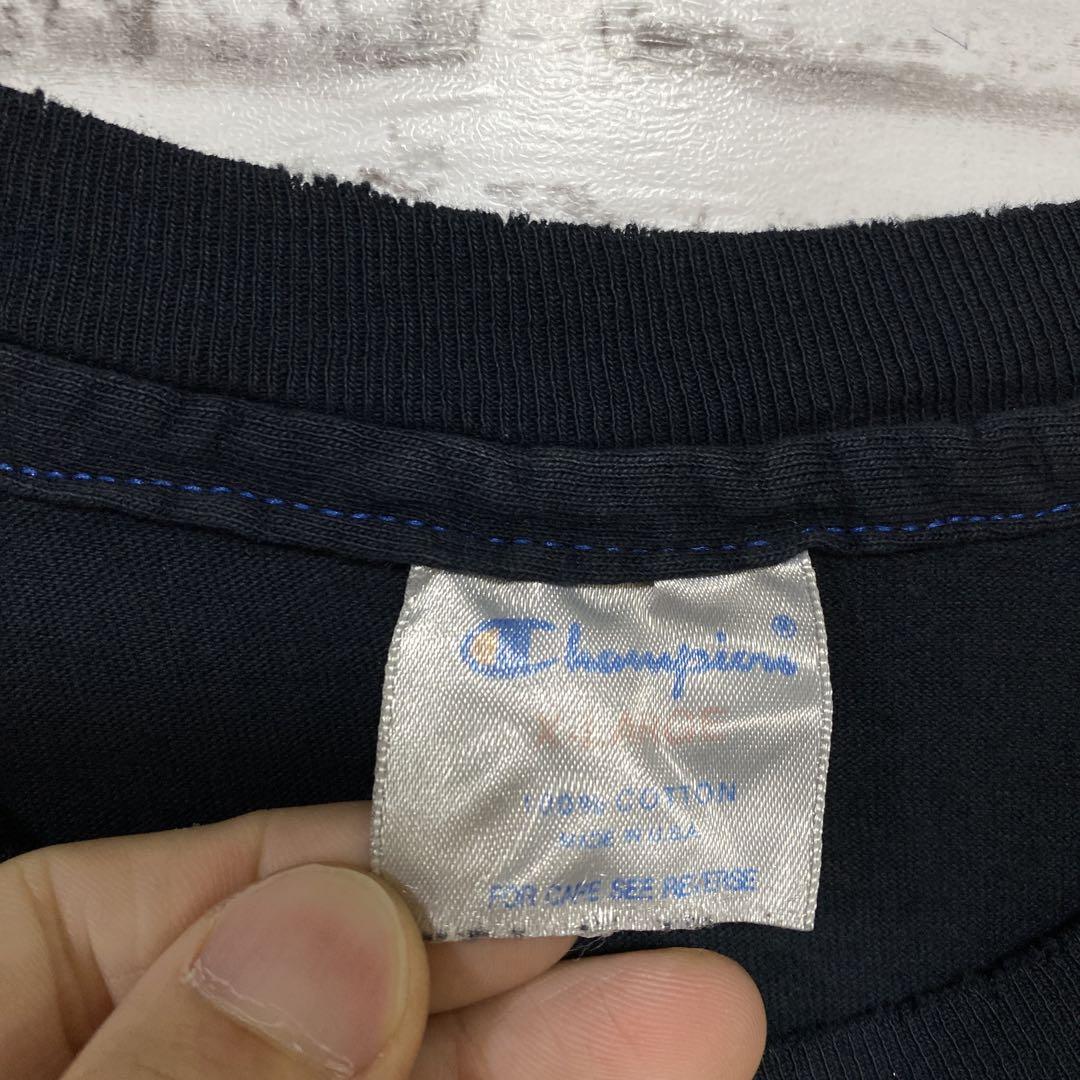 Champion®
X-LARGE
100% COTTON
MADE IN U.S.A.
FOR CARE SEE REVERSE